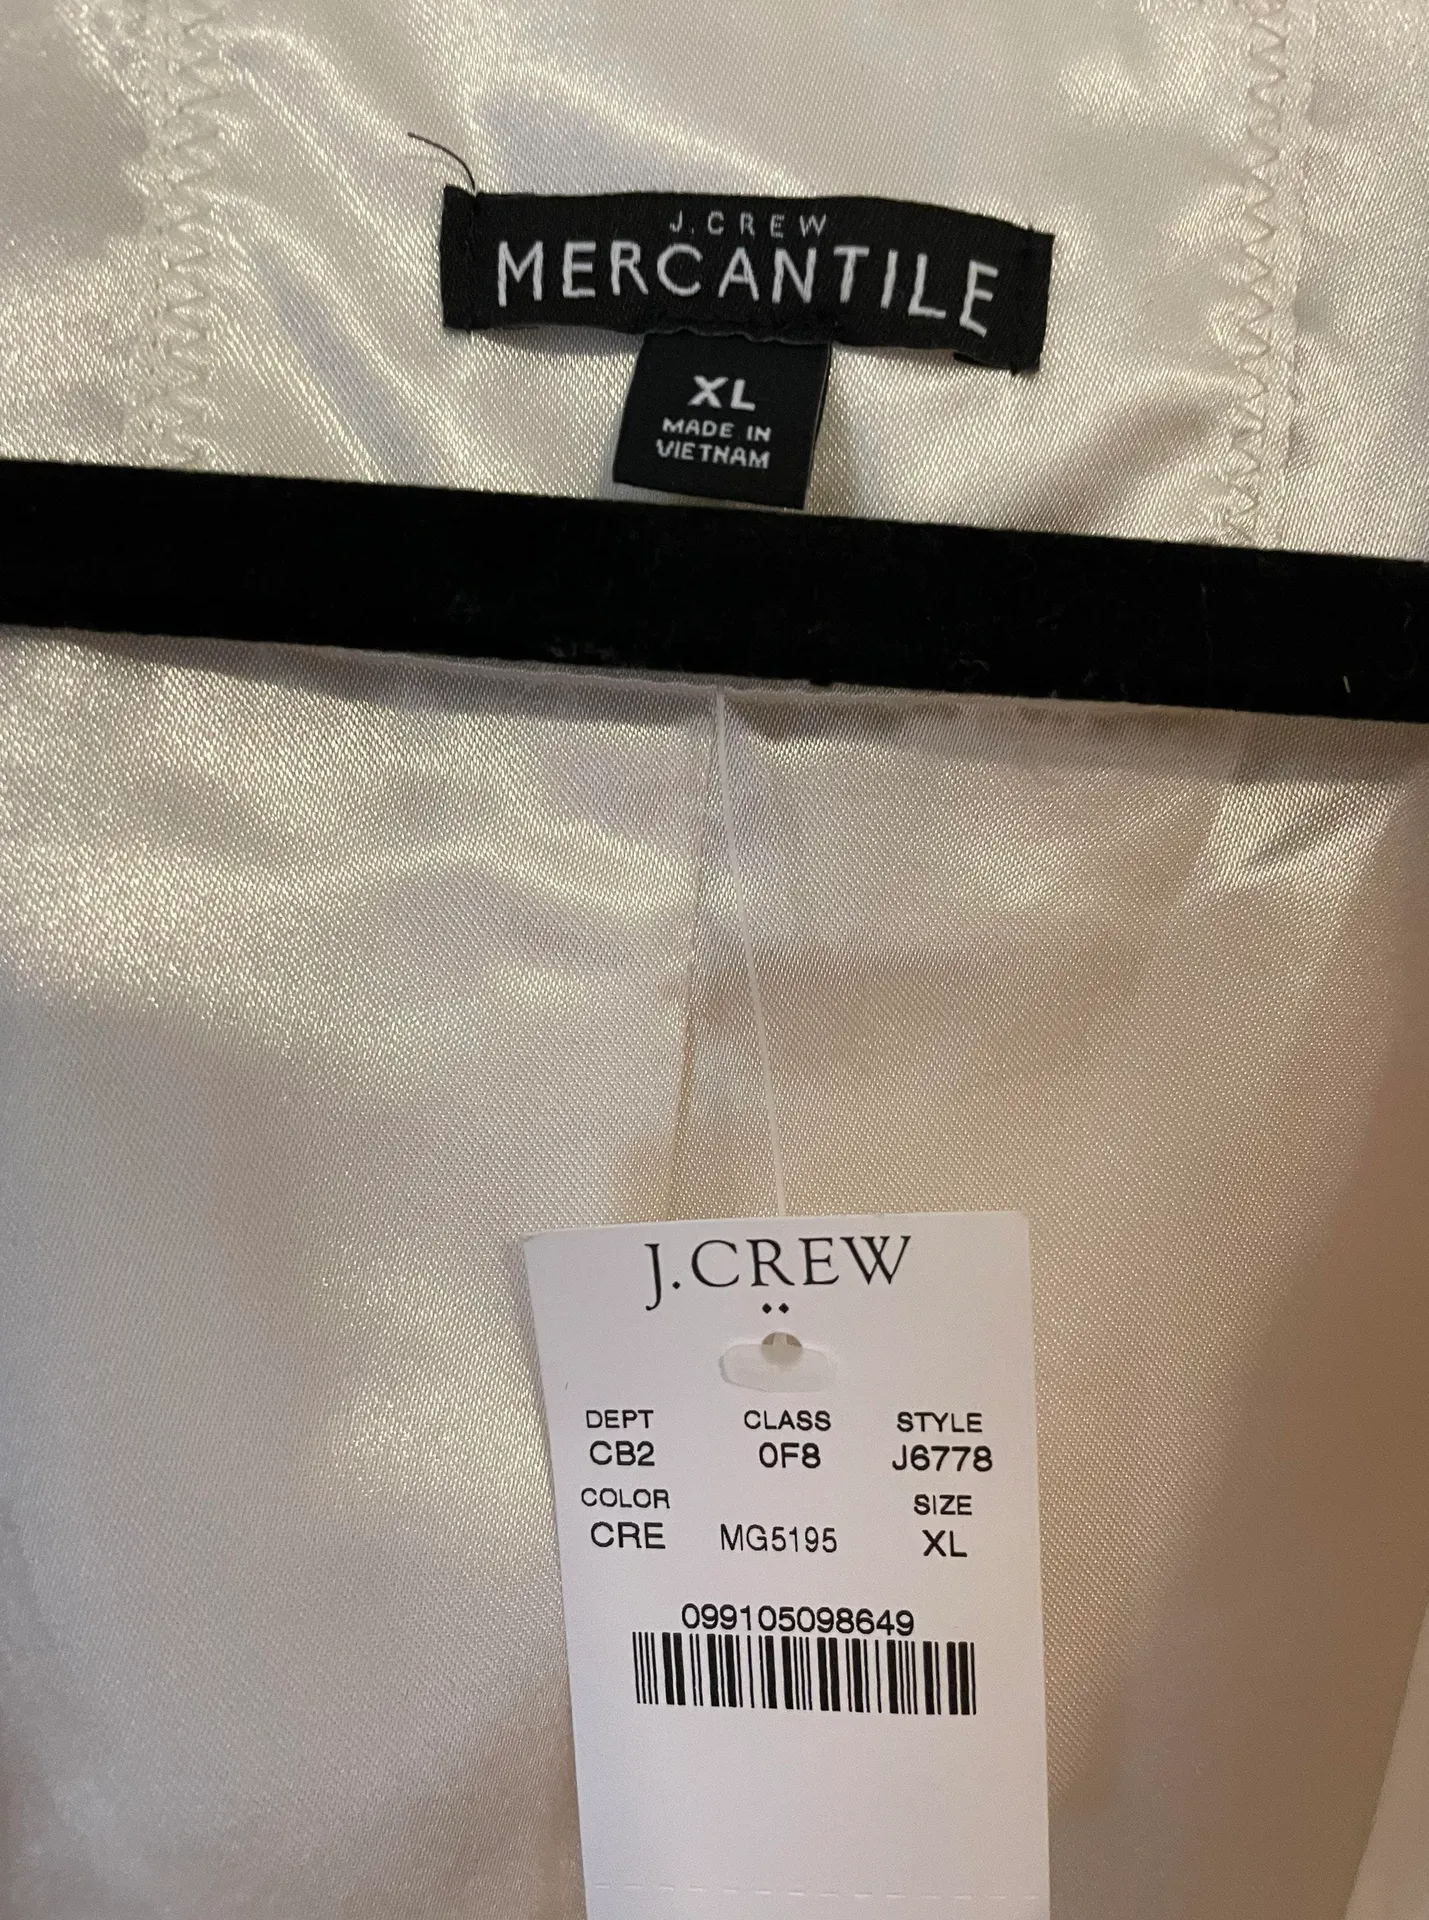 J.CREW
MERCANTILE
XL
MADE IN
VIETNAM
J.CREW
DEPT CLASS STYLE
CB2 0F8 J6778
COLOR SIZE
CRE MG5195 XL
099105098649